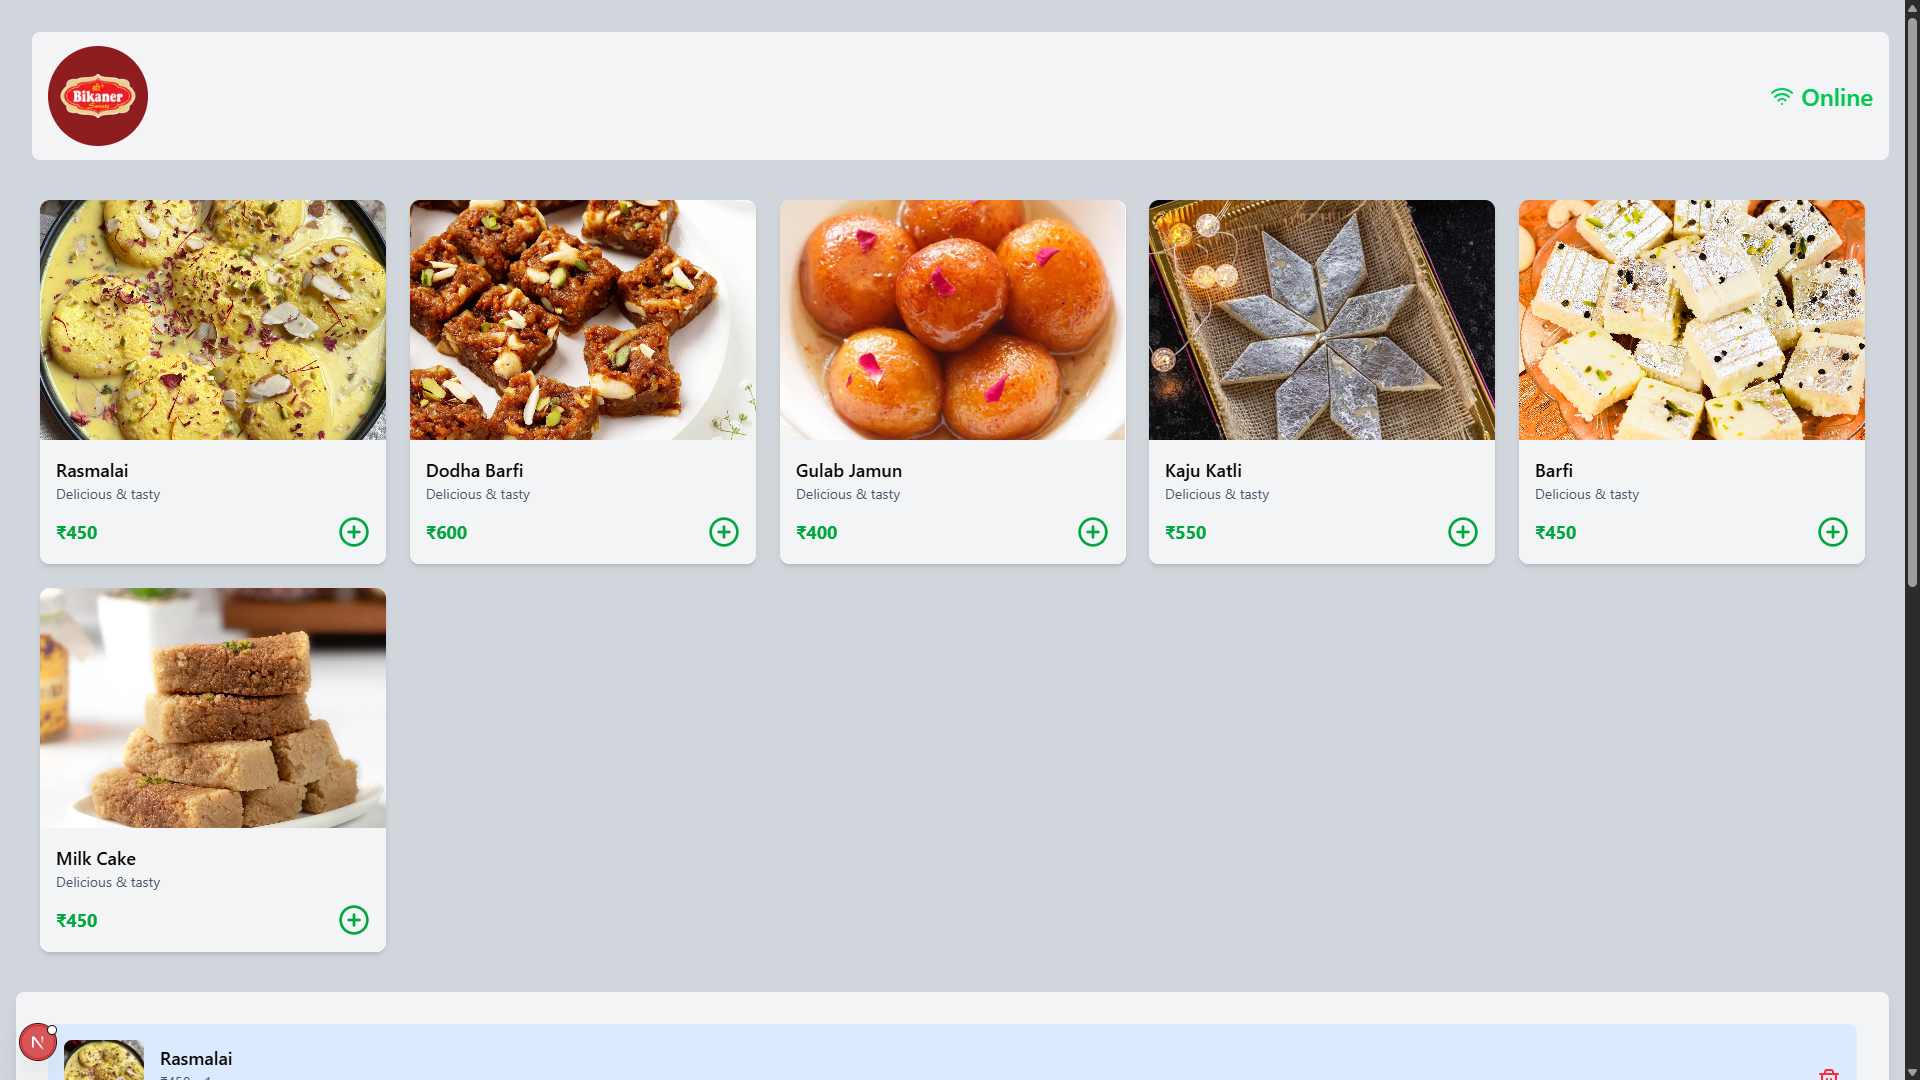 श्री
Bikaner
Sweets
Online
Rasmalai
Delicious & tasty
₹450
Dodha Barfi
Delicious & tasty
₹600
Gulab Jamun
Delicious & tasty
₹400
Kaju Katli
Delicious & tasty
₹550
Barfi
Delicious & tasty
₹450
Milk Cake
Delicious & tasty
₹450
N
Rasmalai